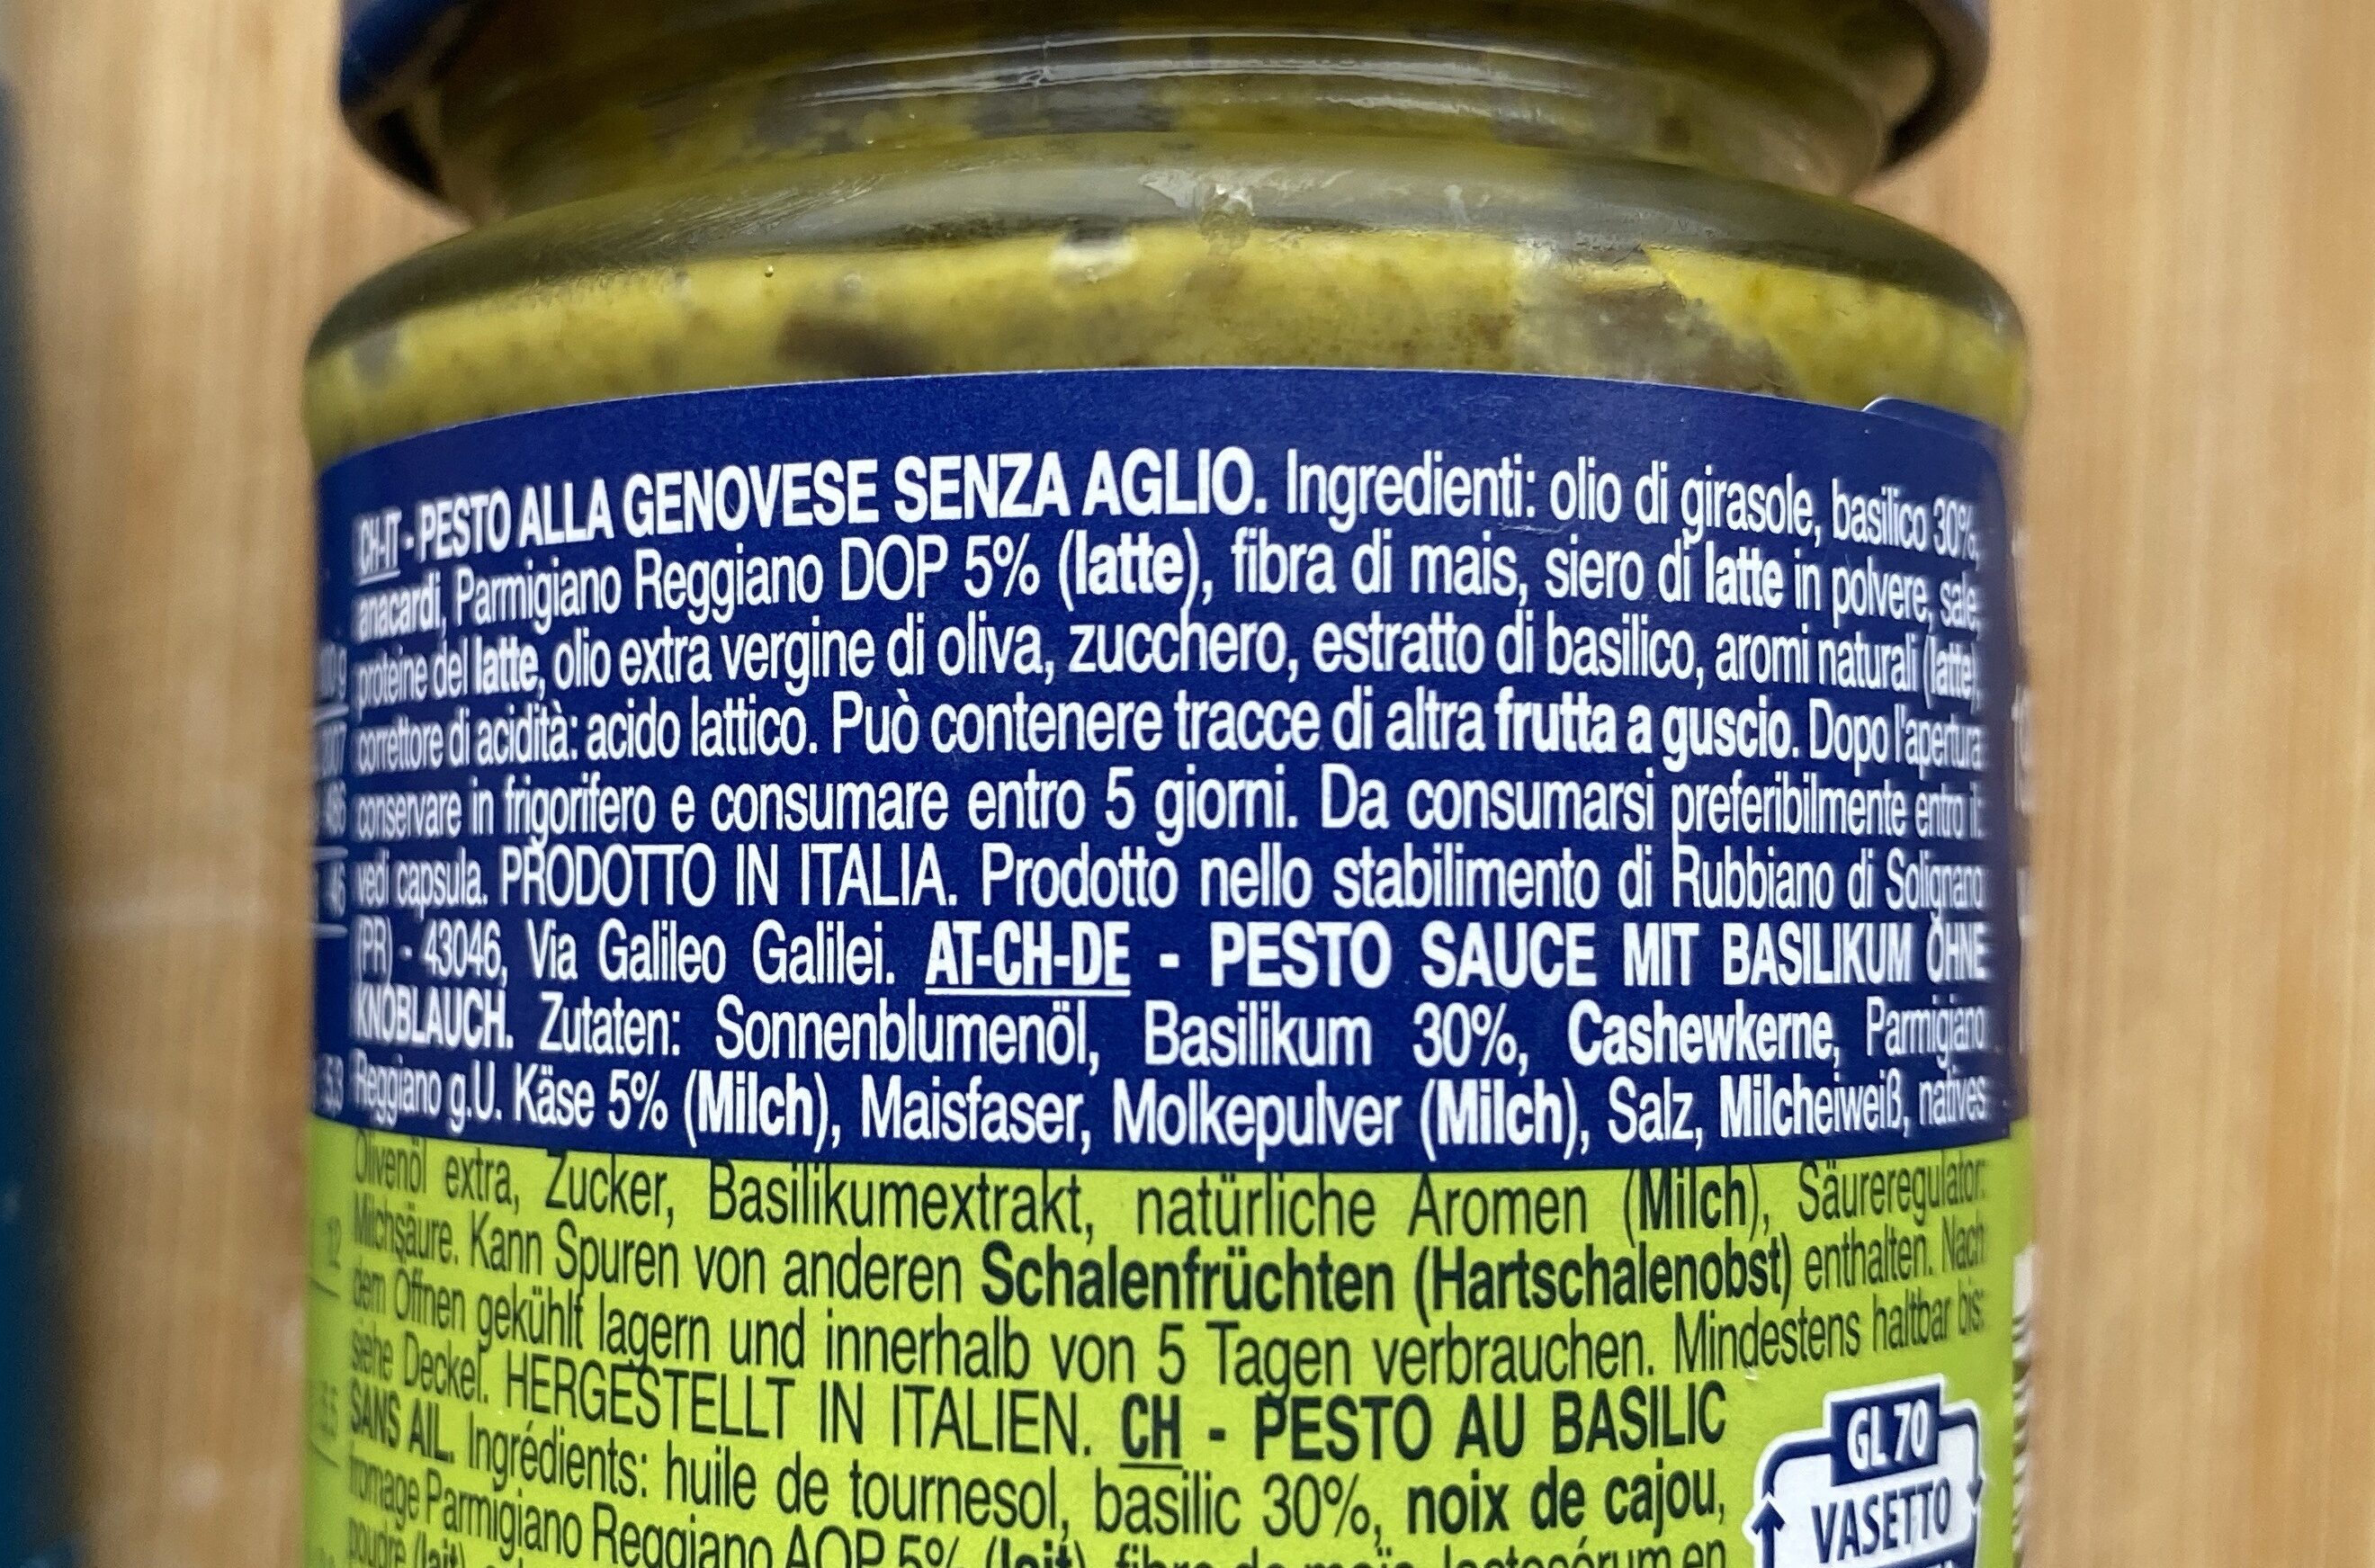 CH-IT - PESTO ALLA GENOVESE SENZA AGLIO. Ingredienti: olio di girasole, basilico 30%,
anacardi, Parmigiano Reggiano DOP 5% (latte), fibra di mais, siero di latte in polvere, sale,
proteine del latte, olio extra vergine di oliva, zucchero, estratto di basilico, aromi naturali (latte),
correttore di acidità: acido lattico. Può contenere tracce di altra frutta a guscio. Dopo l'apertura
conservare in frigorifero e consumare entro 5 giorni. Da consumarsi preferibilmente entro il:
vedi capsula. PRODOTTO IN ITALIA. Prodotto nello stabilimento di Rubbiano di Solignano
(PR) - 43046, Via Galileo Galilei. AT-CH-DE - PESTO SAUCE MIT BASILIKUM OHNE
KNOBLAUCH. Zutaten: Sonnenblumenöl, Basilikum 30%, Cashewkerne, Parmigiano
Reggiano g.U. Käse 5% (Milch), Maisfaser, Molkepulver (Milch), Salz, Milcheiweiß, natives
Olivenöl extra, Zucker, Basilikumextrakt, natürliche Aromen (Milch), Säureregulator:
Milchsäure. Kann Spuren von anderen Schalenfrüchten (Hartschalenobst) enthalten. Nach
dem Öffnen gekühlt lagern und innerhalb von 5 Tagen verbrauchen. Mindestens haltbar bis:
siehe Deckel. HERGESTELLT IN ITALIEN. CH - PESTO AU BASILIC
SANS AIL. Ingrédients: huile de tournesol, basilic 30%, noix de cajou,
fromage Parmigiano Reggiano AOP 5% (lait), fibre de maïs, lactosérum en
poudre (lait),
GL 70
VASETTO
46
5,3
12